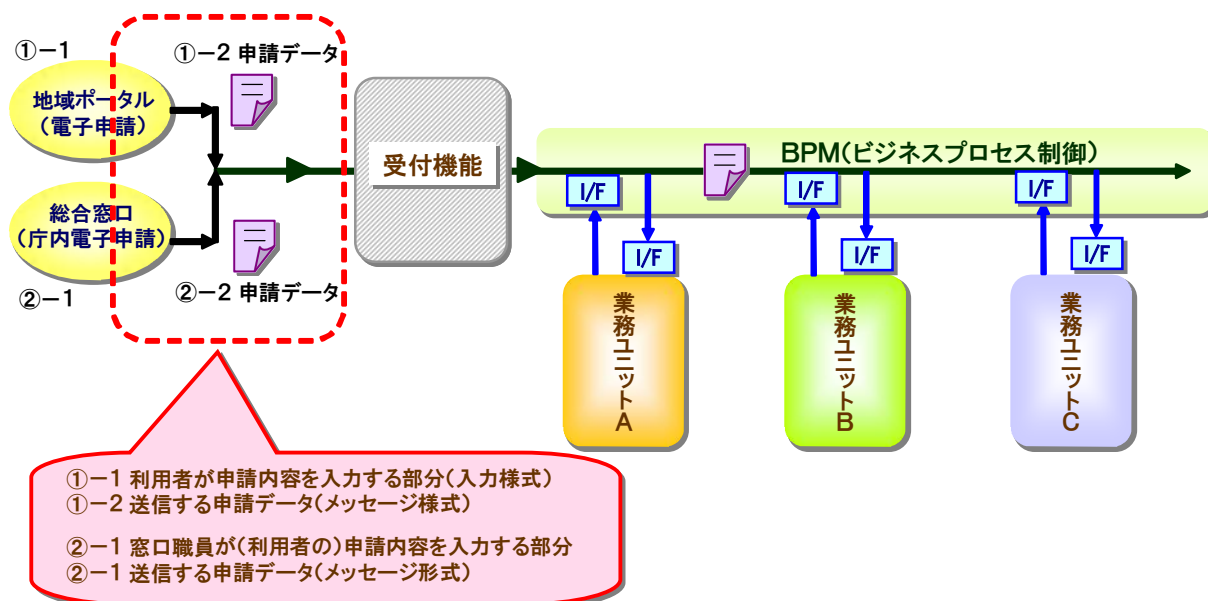 ①−1
①−2 申請データ
地域ポータル
(電子申請)
受付機能
BPM(ビジネスプロセス制御)
I/F
I/F
I/F
総合窓口
(庁内電子申請)
I/F
I/F
I/F
②−1
②−2 申請データ
業務ユニットA
業務ユニットB
業務ユニットC
①−1 利用者が申請内容を入力する部分(入力様式)
①−2 送信する申請データ(メッセージ様式)
②−1 窓口職員が(利用者の)申請内容を入力する部分
②−1 送信する申請データ(メッセージ形式)